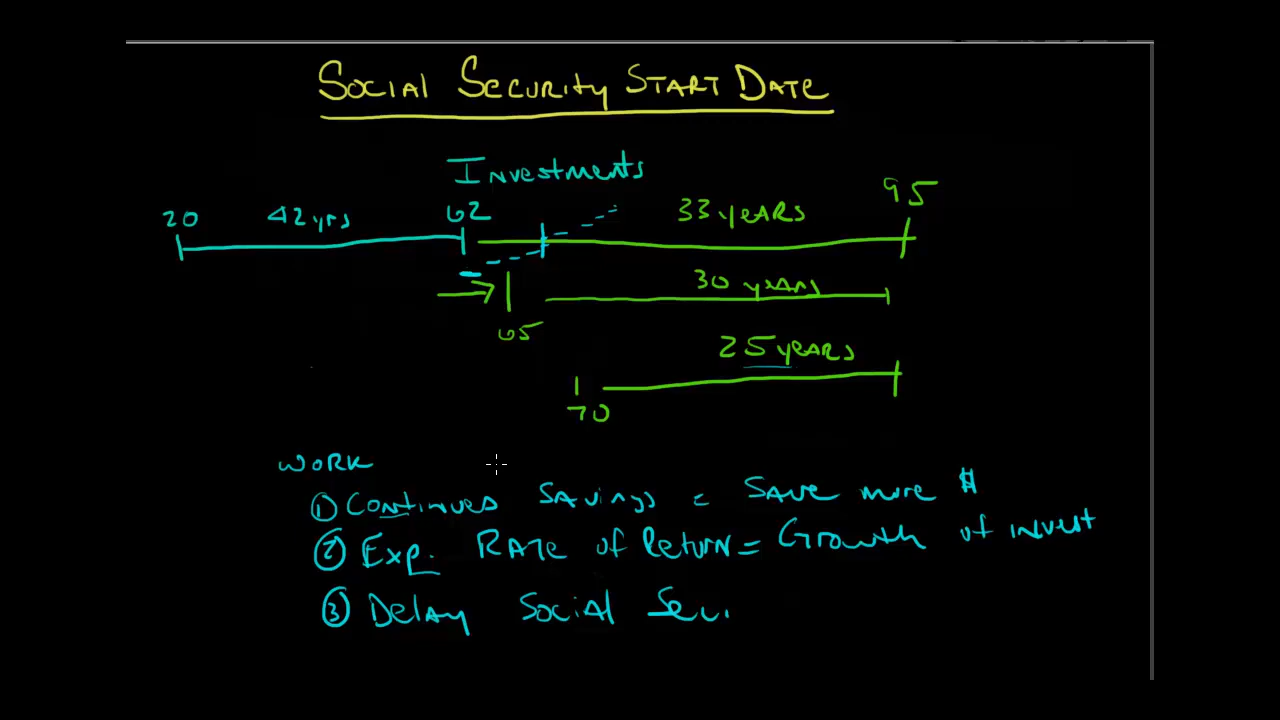 SOCIAL SECURITY START DATE
INVESTMENTS
20 42 yrs 62 33 YEARS 95
30 years
65
25 years
70
WORK
① CONTINUED SAVINGS = SAVE more $
② Exp. RATE of Return = Growth of invest
③ Delay Social Secu